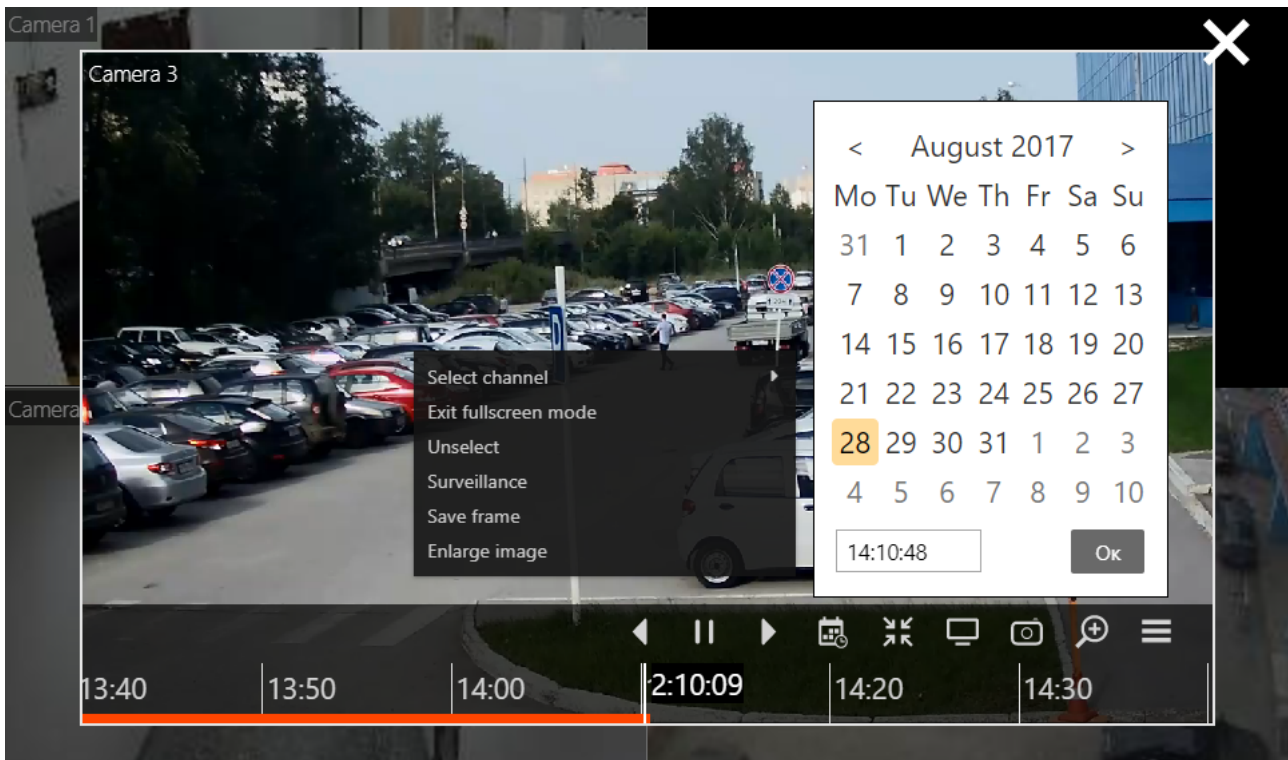 Camera 1
Camera 3
< August 2017 >
Mo Tu We Th Fr Sa Su
31 1 2 3 4 5 6
7 8 9 10 11 12 13
14 15 16 17 18 19 20
21 22 23 24 25 26 27
28 29 30 31 1 2 3
4 5 6 7 8 9 10
14:10:48 Ок
Select channel
Exit fullscreen mode
Unselect
Surveillance
Save frame
Enlarge image
Camera
13:40 13:50 14:00 2:10:09 14:20 14:30